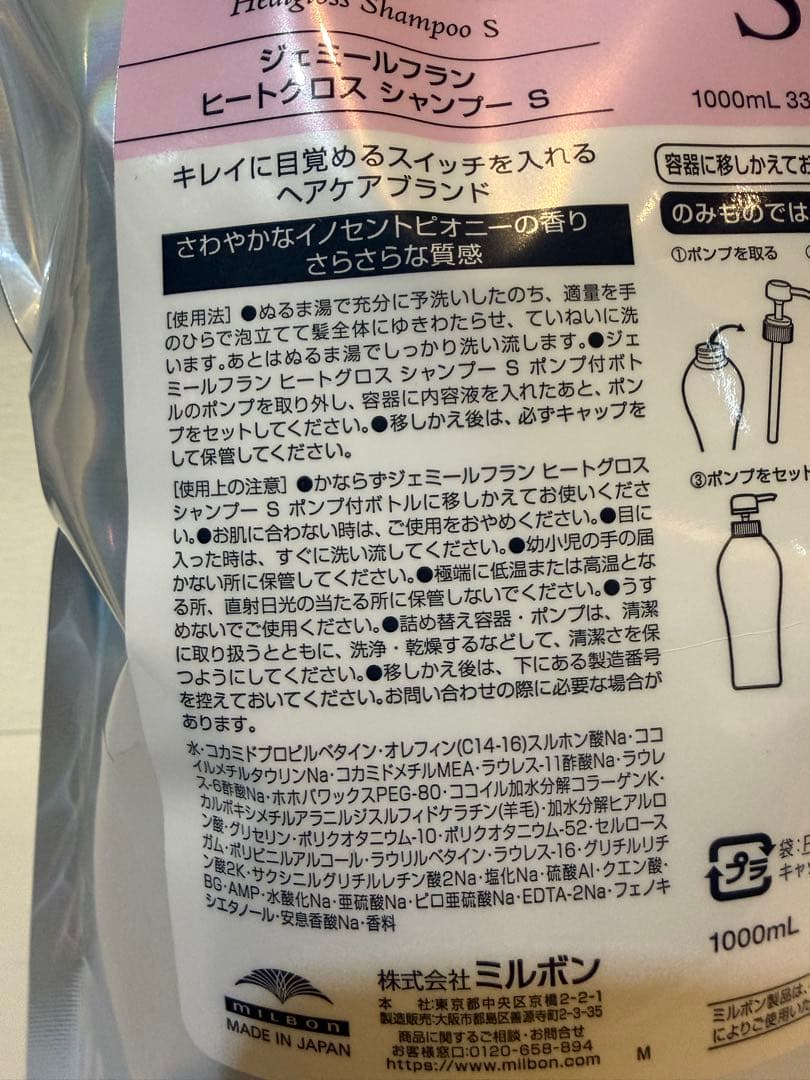 Heatgloss Shampoo S
ジェミールフラン
ヒートグロス シャンプー S
S
1000mL 33
キレイに目覚めるスイッチを入れる
ヘアケアブランド
さわやかなイノセントピオニーの香り
さらさらな質感
[使用法] ●ぬるま湯で充分に予洗いしたのち、適量を手
のひらで泡立てて髪全体にゆきわたらせ、ていねいに洗
います。あとはぬるま湯でしっかり洗い流します。●ジェ
ミールフラン ヒートグロス シャンプー S ポンプ付ボト
ルのポンプを取り外し、容器に内容液を入れたあと、ポン
プをセットしてください。●移しかえ後は、必ずキャップを
して保管してください。
[使用上の注意] ●かならずジェミールフラン ヒートグロス
シャンプー S ポンプ付ボトルに移しかえてお使いくださ
い。●お肌に合わない時は、ご使用をおやめください。●目に
入った時は、すぐに洗い流してください。●幼小児の手の届
かない所に保管してください。●極端に低温または高温とな
る所、直射日光の当たる所に保管しないでください。●うす
めないでご使用ください。●詰め替え容器・ポンプは、清潔
に取り扱うとともに、洗浄・乾燥するなどして、清潔さを保
つようにしてください。●移しかえ後は、下にある製造番号
を控えておいてください。お問い合わせの際に必要な場合が
あります。
水・コカミドプロピルベタイン・オレフィン(C14-16)スルホン酸Na・ココ
イルメチルタウリンNa・コカミドメチルMEA・ラウレス-11酢酸Na・ラウレ
ス-6酢酸Na・ホホバワックスPEG-80・ココイル加水分解コラーゲンK・
カルボキシメチルアラニルジスルフィドケラチン(羊毛)・加水分解ヒアルロ
ン酸・グリセリン・ポリクオタニウム-10・ポリクオタニウム-52・セルロース
ガム・ポリビニルアルコール・ラウリルベタイン・ラウレス-16・グリチルリチ
ン酸2K・サクシニルグリチルレチン酸2Na・塩化Na・硫酸Al・クエン酸・
BG・AMP・水酸化Na・亜硫酸Na・ピロ亜硫酸Na・EDTA-2Na・フェノキ
シエタノール・安息香酸Na・香料
容器に移しかえてお
のみものでは
①ポンプを取る
③ポンプをセット
プラ
袋:
キャ
1000mL
milbon
MADE IN JAPAN
株式会社 ミルボン
本 社:東京都中央区京橋2-2-1
製造販売:大阪市都島区善源寺町2-3-35
商品に関するご相談・お問合せ
お客様窓口:0120-658-894
https://www.milbon.com
M
ミルボン製品は、
によりご使用いた